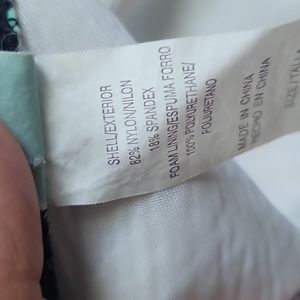 SHELL/EXTERIOR
82% NYLON/NILON
18% SPANDEX
FOAM LINING/ESPUMA FORRO
100% POLYURETHANE/
POLIURETANO
MADE IN CHINA
HECHO EN CHINA